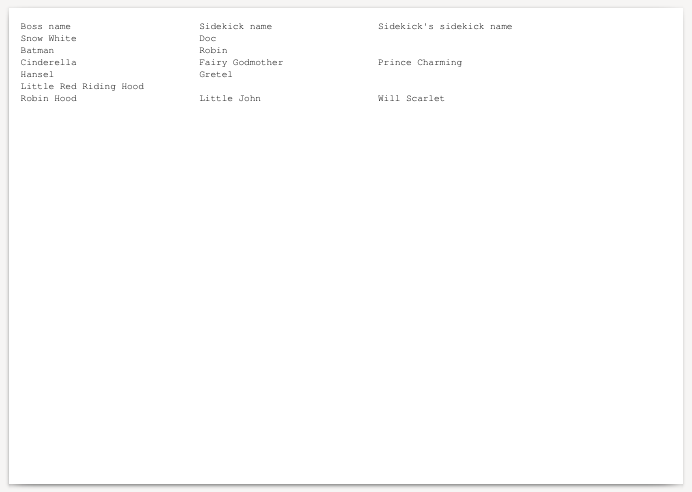 Boss name Sidekick name Sidekick's sidekick name
Snow White Doc
Batman Robin
Cinderella Fairy Godmother Prince Charming
Hansel Gretel
Little Red Riding Hood
Robin Hood Little John Will Scarlet